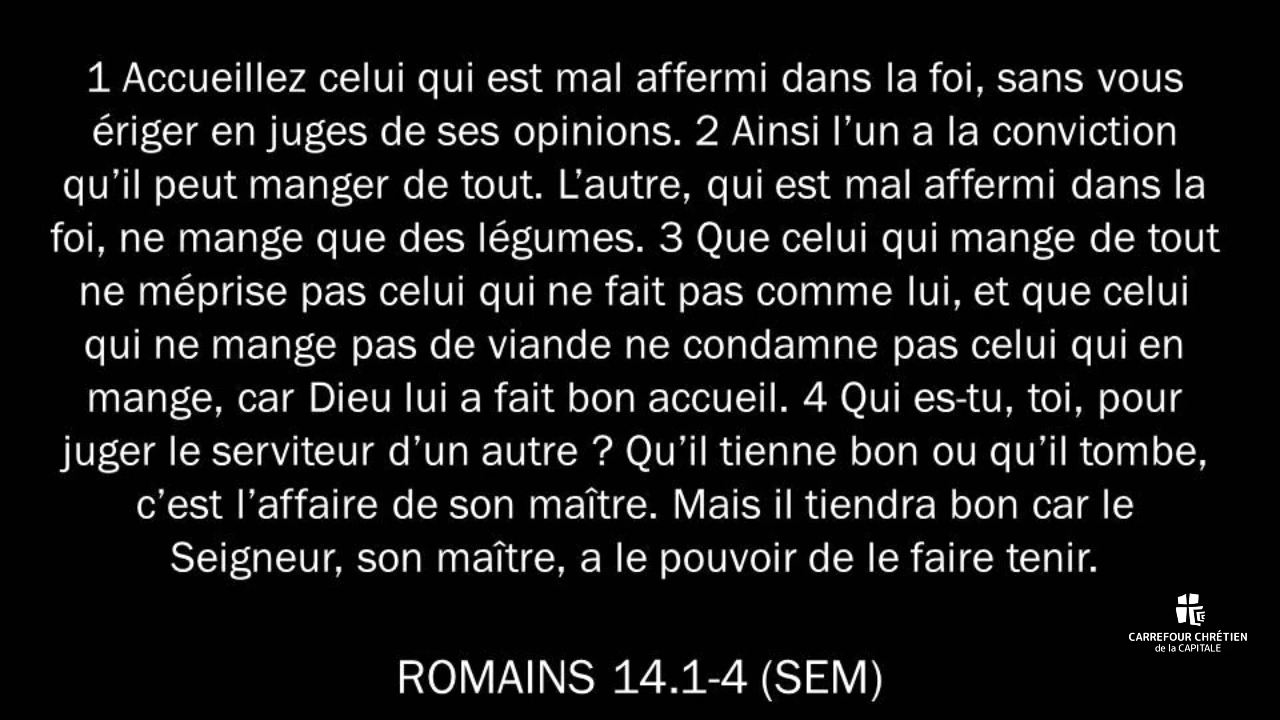 1 Accueillez celui qui est mal affermi dans la foi, sans vous
ériger en juges de ses opinions. 2 Ainsi l’un a la conviction
qu’il peut manger de tout. L’autre, qui est mal affermi dans la
foi, ne mange que des légumes. 3 Que celui qui mange de tout
ne méprise pas celui qui ne fait pas comme lui, et que celui
qui ne mange pas de viande ne condamne pas celui qui en
mange, car Dieu lui a fait bon accueil. 4 Qui es-tu, toi, pour
juger le serviteur d’un autre ? Qu’il tienne bon ou qu’il tombe,
c’est l’affaire de son maître. Mais il tiendra bon car le
Seigneur, son maître, a le pouvoir de le faire tenir.
CARREFOUR CHRÉTIEN
de la CAPITALE
ROMAINS 14.1-4 (SEM)